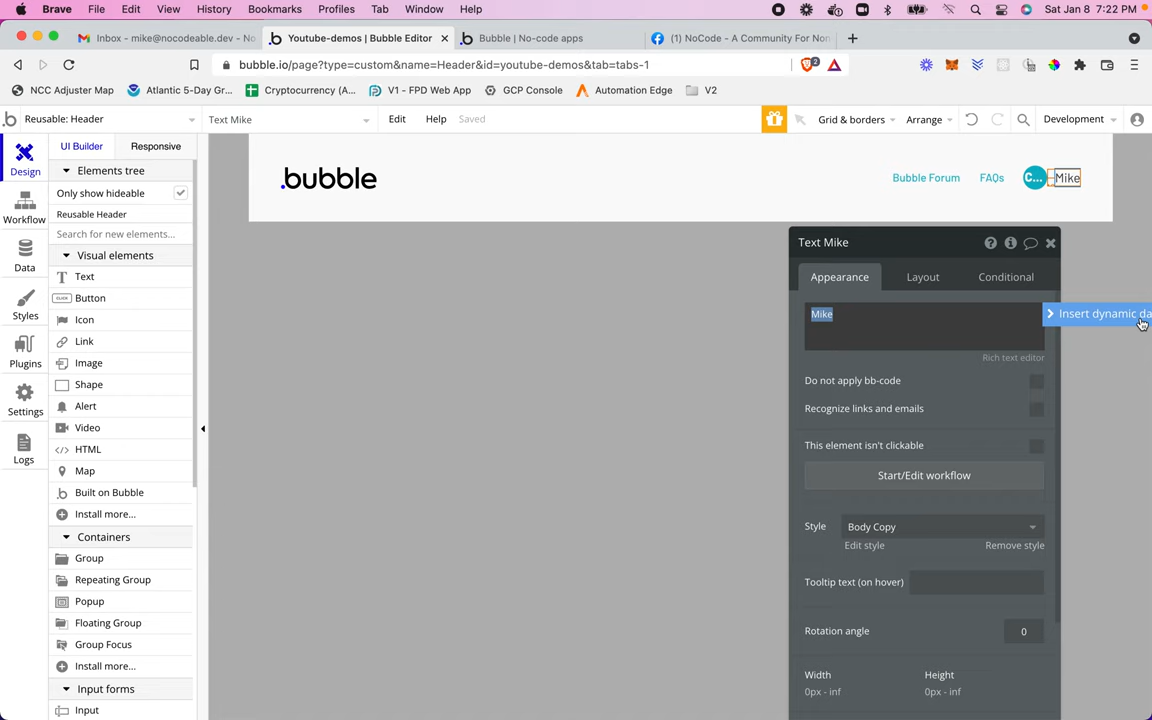 Brave File Edit View History Bookmarks Profiles Tab Window Help Sat Jan 8 7:22 PM
Inbox - mike@nocodeable.dev - No
Youtube-demos | Bubble Editor
Bubble | No-code apps
(1) NoCode - A Community For Non
bubble.io/page?type=custom&name=Header&id=youtube-demos&tab=tabs-1
2
NCC Adjuster Map Atlantic 5-Day Gr... Cryptocurrency (A... V1 - FPD Web App GCP Console Automation Edge V2
Reusable: Header Text Mike Edit Help Saved Grid & borders Arrange Development
Design
Workflow
Data
Styles
Plugins
Settings
Logs
UI Builder Responsive
Elements tree
Only show hideable
Reusable Header
Search for new elements...
Visual elements
Text
CLICK Button
Icon
Link
Image
Shape
Alert
Video
HTML
Map
Built on Bubble
Install more...
Containers
Group
Repeating Group
Popup
Floating Group
Group Focus
Install more...
Input forms
Input
.bubble Bubble Forum FAQs C... Mike
Text Mike
Appearance Layout Conditional
Mike
Insert dynamic da
Rich text editor
Do not apply bb-code
Recognize links and emails
This element isn't clickable
Start/Edit workflow
Style Body Copy
Edit style Remove style
Tooltip text (on hover)
Rotation angle 0
Width Height
0px - inf 0px - inf